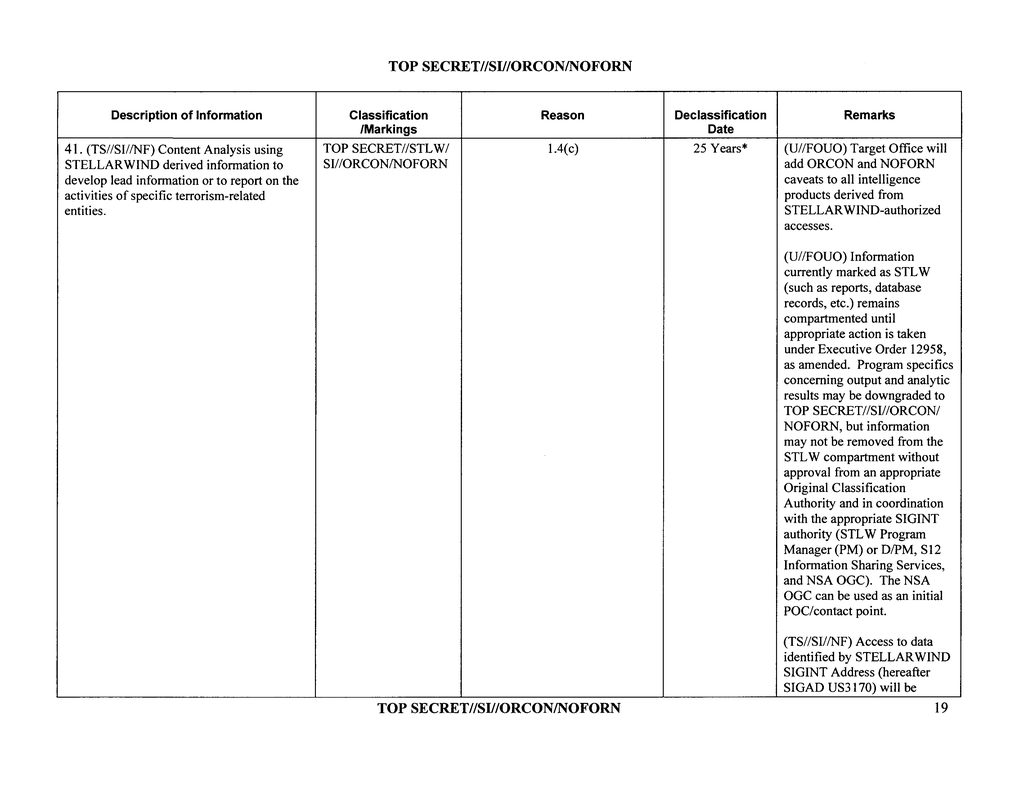 TOP SECRET//SI//ORCON/NOFORN
Description of Information
Classification
/Markings
Reason
Declassification
Date
Remarks
41. (TS//SI//NF) Content Analysis using
STELLARWIND derived information to
develop lead information or to report on the
activities of specific terrorism-related
entities.
TOP SECRET//STLW/
SI//ORCON/NOFORN
1.4(c)
25 Years*
(U//FOUO) Target Office will
add ORCON and NOFORN
caveats to all intelligence
products derived from
STELLARWIND-authorized
accesses.
(U//FOUO) Information
currently marked as STLW
(such as reports, database
records, etc.) remains
compartmented until
appropriate action is taken
under Executive Order 12958,
as amended. Program specifics
concerning output and analytic
results may be downgraded to
TOP SECRET//SI//ORCON/
NOFORN, but information
may not be removed from the
STLW compartment without
approval from an appropriate
Original Classification
Authority and in coordination
with the appropriate SIGINT
authority (STLW Program
Manager (PM) or D/PM, S12
Information Sharing Services,
and NSA OGC). The NSA
OGC can be used as an initial
POC/contact point.
(TS//SI//NF) Access to data
identified by STELLARWIND
SIGINT Address (hereafter
SIGAD US3170) will be
TOP SECRET//SI//ORCON/NOFORN
19